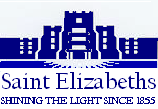 Saint Elizabeths
SHINING THE LIGHT SINCE 1855